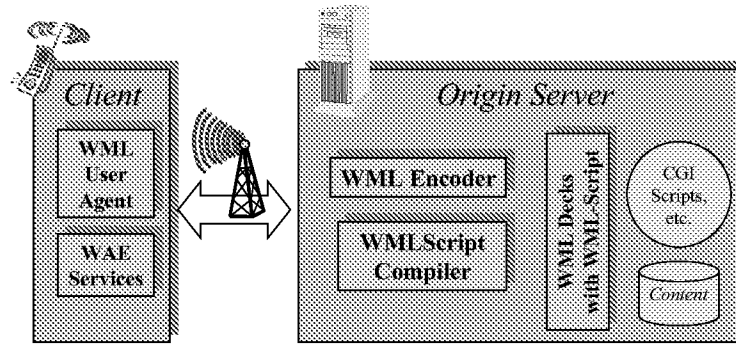 Client
WML
User
Agent
WAE
Services
Origin Server
WML Encoder
WMLScript
Compiler
WML Decks
with WML-Script
CGI
Scripts,
etc.
Content